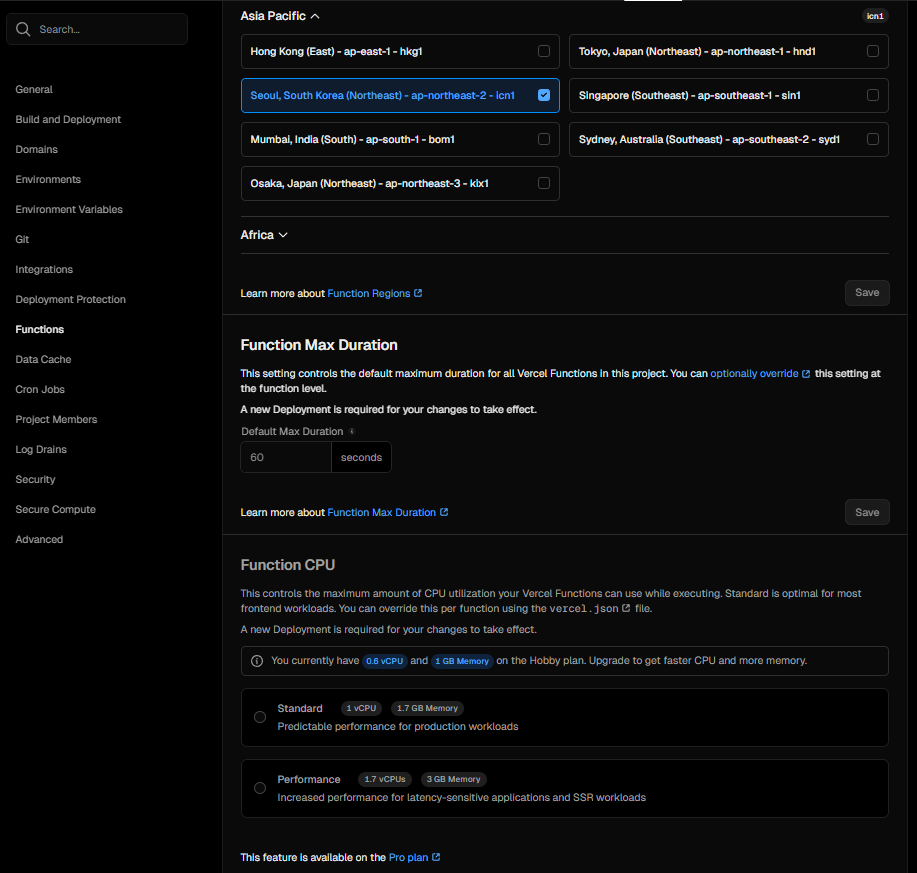 Search...
General
Build and Deployment
Domains
Environments
Environment Variables
Git
Integrations
Deployment Protection
Functions
Data Cache
Cron Jobs
Project Members
Log Drains
Security
Secure Compute
Advanced
Asia Pacific
icn1
Hong Kong (East) - ap-east-1 - hkg1
Tokyo, Japan (Northeast) - ap-northeast-1 - hnd1
Seoul, South Korea (Northeast) - ap-northeast-2 - icn1
Singapore (Southeast) - ap-southeast-1 - sin1
Mumbai, India (South) - ap-south-1 - bom1
Sydney, Australia (Southeast) - ap-southeast-2 - syd1
Osaka, Japan (Northeast) - ap-northeast-3 - kix1
Africa
Learn more about Function Regions
Save
Function Max Duration
This setting controls the default maximum duration for all Vercel Functions in this project. You can optionally override this setting at
the function level.
A new Deployment is required for your changes to take effect.
Default Max Duration
60 seconds
Learn more about Function Max Duration
Save
Function CPU
This controls the maximum amount of CPU utilization your Vercel Functions can use while executing. Standard is optimal for most
frontend workloads. You can override this per function using the vercel.json file.
A new Deployment is required for your changes to take effect.
You currently have 0.6 vCPU and 1 GB Memory on the Hobby plan. Upgrade to get faster CPU and more memory.
Standard 1 vCPU 1.7 GB Memory
Predictable performance for production workloads
Performance 1.7 vCPUs 3 GB Memory
Increased performance for latency-sensitive applications and SSR workloads
This feature is available on the Pro plan